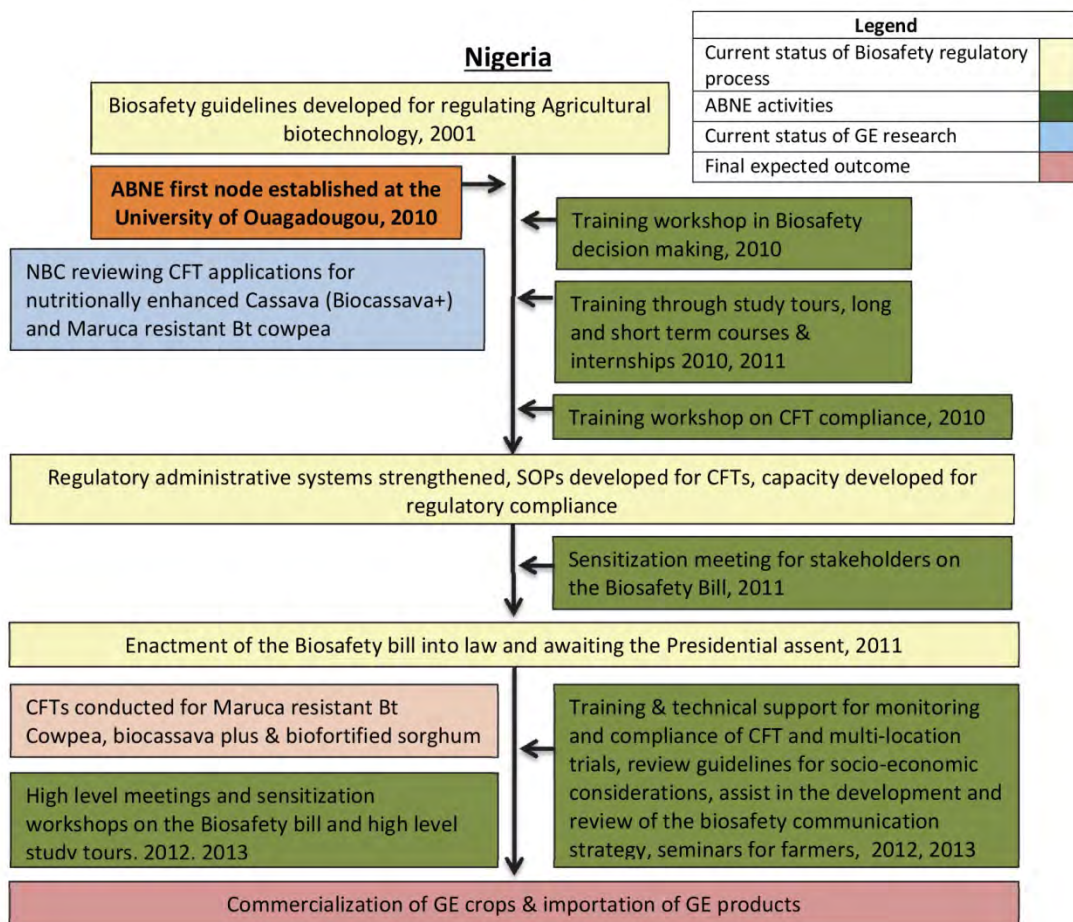 Nigeria
Legend
Current status of Biosafety regulatory
process
ABNE activities
Current status of GE research
Final expected outcome
Biosafety guidelines developed for regulating Agricultural
biotechnology, 2001
ABNE first node established at the
University of Ouagadougou, 2010
Training workshop in Biosafety
decision making, 2010
NBC reviewing CFT applications for
nutritionally enhanced Cassava (Biocassava+)
and Maruca resistant Bt cowpea
Training through study tours, long
and short term courses &
internships 2010, 2011
Training workshop on CFT compliance, 2010
Regulatory administrative systems strengthened, SOPs developed for CFTs, capacity developed for
regulatory compliance
Sensitization meeting for stakeholders on
the Biosafety Bill, 2011
Enactment of the Biosafety bill into law and awaiting the Presidential assent, 2011
CFTs conducted for Maruca resistant Bt
Cowpea, biocassava plus & biofortified sorghum
Training & technical support for monitoring
and compliance of CFT and multi-location
trials, review guidelines for socio-economic
considerations, assist in the development and
review of the biosafety communication
strategy, seminars for farmers, 2012, 2013
High level meetings and sensitization
workshops on the Biosafety bill and high level
study tours. 2012. 2013
Commercialization of GE crops & importation of GE products